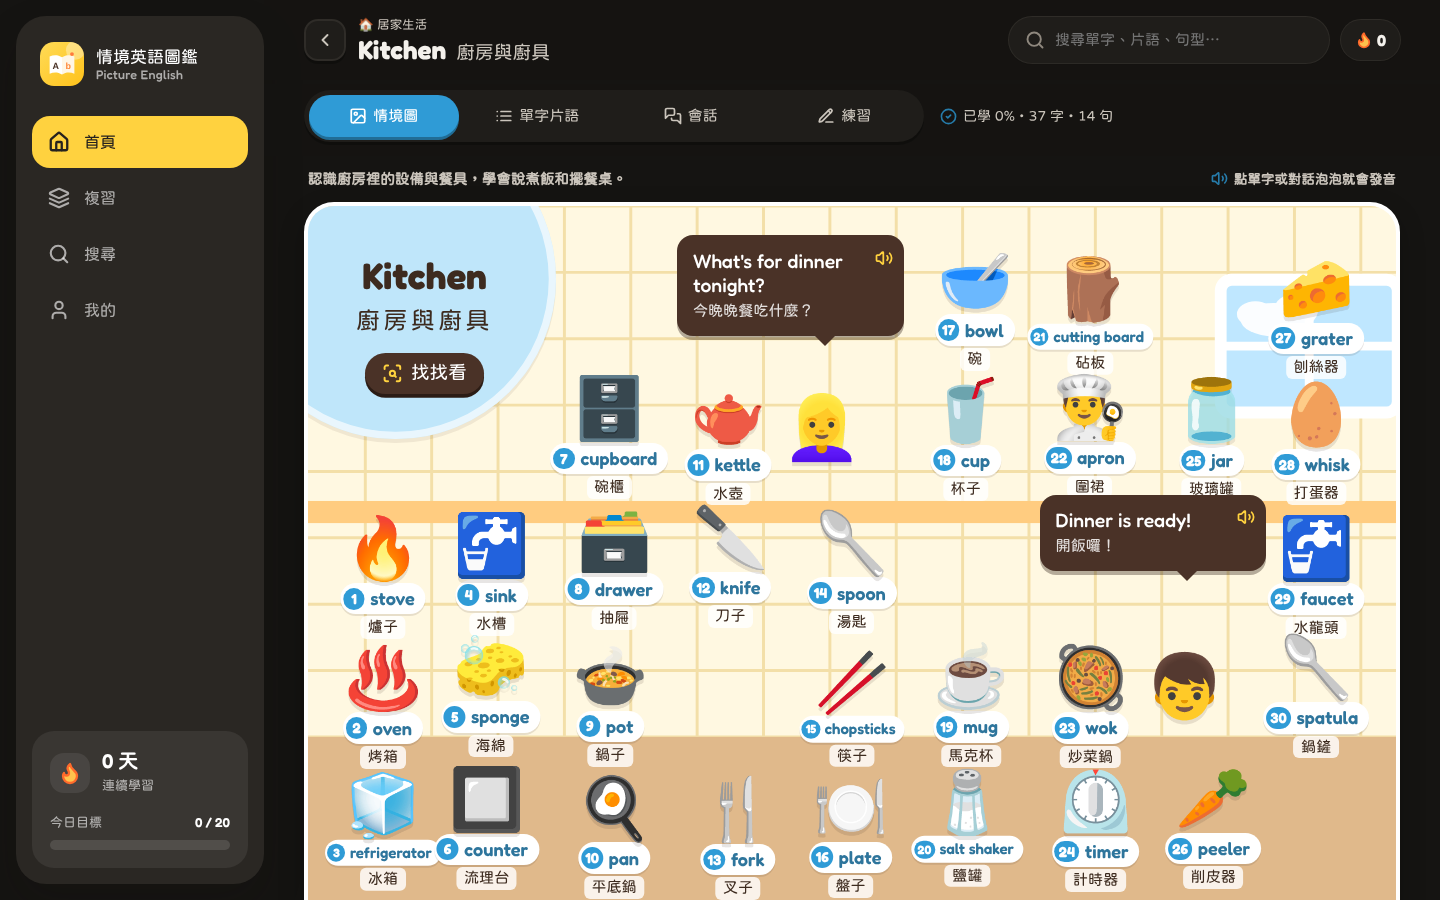 情境英語圖鑑
Picture English
首頁
複習
搜尋
我的
0 天
連續學習
今日目標
0 / 20
居家生活
Kitchen 廚房與廚具
搜尋單字、片語、句型…
0
情境圖
單字片語
會話
練習
已學 0% · 37 字 · 14 句
認識廚房裡的設備與餐具，學會說煮飯和擺餐桌。
點單字或對話泡泡就會發音
Kitchen
廚房與廚具
找找看
What's for dinner
tonight?
今晚晚餐吃什麼？
17 bowl
碗
21 cutting board
砧板
27 grater
刨絲器
7 cupboard
碗櫃
11 kettle
水壺
18 cup
杯子
22 apron
圍裙
25 jar
玻璃罐
28 whisk
打蛋器
Dinner is ready!
開飯囉！
1 stove
爐子
4 sink
水槽
8 drawer
抽屜
12 knife
刀子
14 spoon
湯匙
29 faucet
水龍頭
2 oven
烤箱
5 sponge
海綿
9 pot
鍋子
15 chopsticks
筷子
19 mug
馬克杯
23 wok
炒菜鍋
30 spatula
鍋鏟
3 refrigerator
冰箱
6 counter
流理台
10 pan
平底鍋
13 fork
叉子
16 plate
盤子
20 salt shaker
鹽罐
24 timer
計時器
26 peeler
削皮器